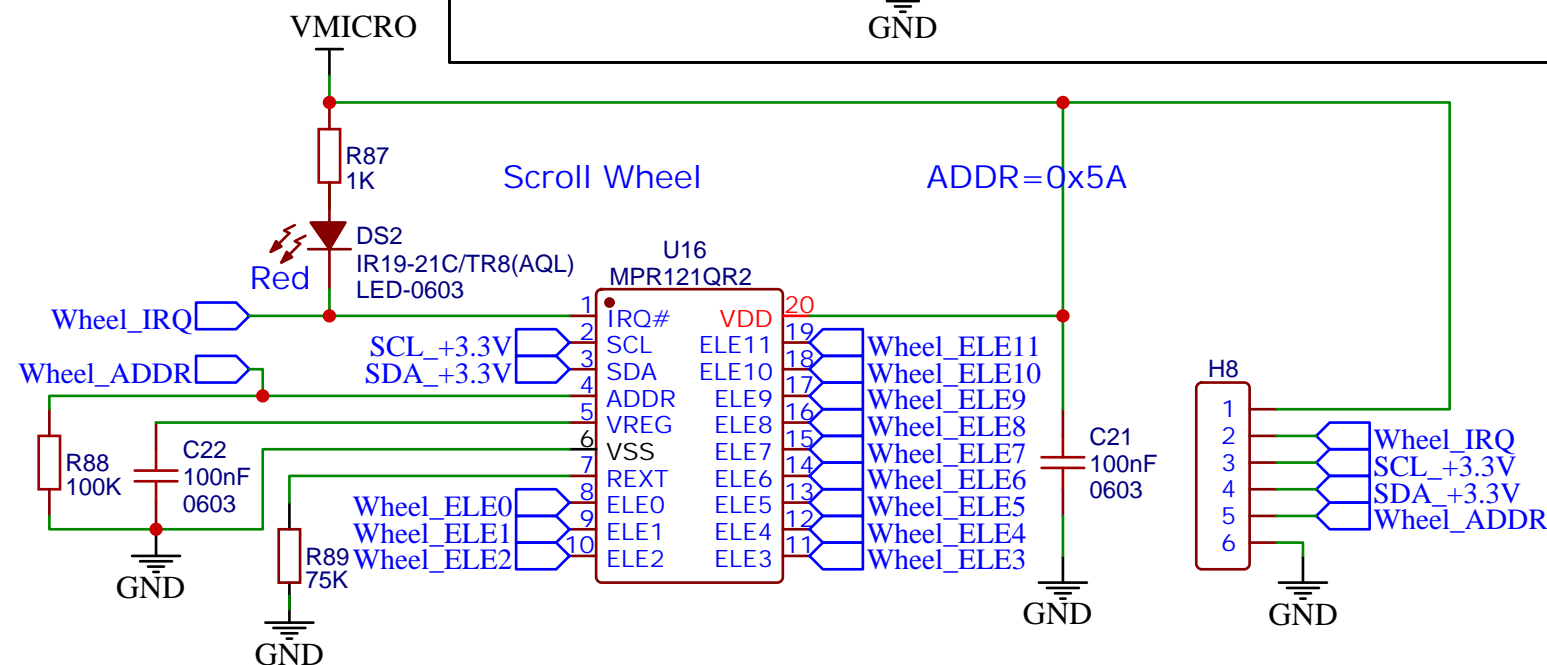 GND
VMICRO
R87
1K
Scroll Wheel
ADDR=0x5A
DS2
IR19-21C/TR8(AQL)
LED-0603
Red
U16
MPR121QR2
Wheel_IRQ
Wheel_ADDR
SCL_+3.3V
SDA_+3.3V
1 IRQ#
2 SCL
3 SDA
4 ADDR
5 VREG
6 VSS
7 REXT
8 ELE0
9 ELE1
10 ELE2
VDD 20
ELE11 19
ELE10 18
ELE9 17
ELE8 16
ELE7 15
ELE6 14
ELE5 13
ELE4 12
ELE3 11
Wheel_ELE11
Wheel_ELE10
Wheel_ELE9
Wheel_ELE8
Wheel_ELE7
Wheel_ELE6
Wheel_ELE5
Wheel_ELE4
Wheel_ELE3
R88
100K
C22
100nF
0603
Wheel_ELE0
Wheel_ELE1
Wheel_ELE2
R89
75K
GND
GND
C21
100nF
0603
GND
H8
1
2
3
4
5
6
Wheel_IRQ
SCL_+3.3V
SDA_+3.3V
Wheel_ADDR
GND